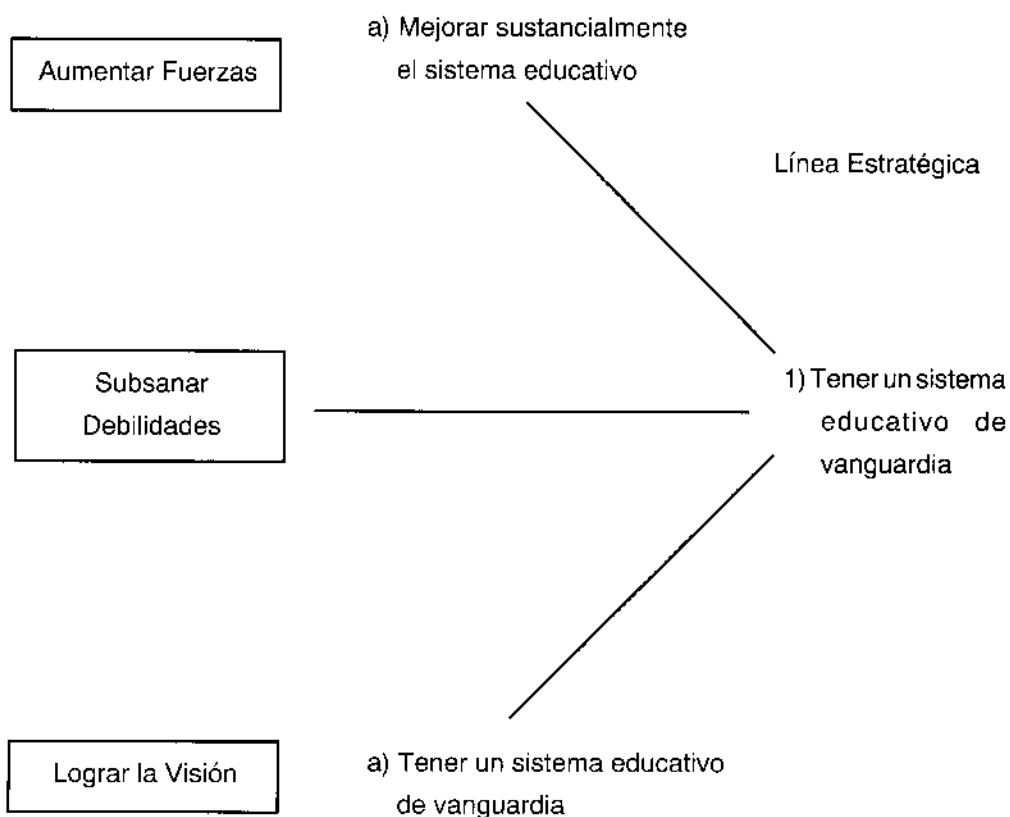 Aumentar Fuerzas
a) Mejorar sustancialmente
el sistema educativo
Línea Estratégica
Subsanar
Debilidades
1) Tener un sistema
educativo de
vanguardia
Lograr la Visión
a) Tener un sistema educativo
de vanguardia